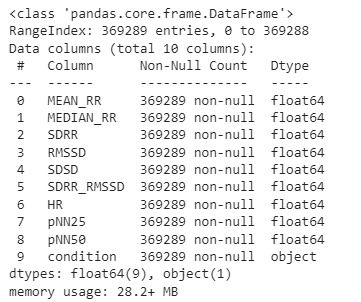 <class 'pandas.core.frame.DataFrame'>
RangeIndex: 369289 entries, 0 to 369288
Data columns (total 10 columns):
 #   Column      Non-Null Count   Dtype
---  ------      --------------   -----
 0   MEAN_RR     369289 non-null  float64
 1   MEDIAN_RR   369289 non-null  float64
 2   SDRR        369289 non-null  float64
 3   RMSSD       369289 non-null  float64
 4   SDSD        369289 non-null  float64
 5   SDRR_RMSSD  369289 non-null  float64
 6   HR          369289 non-null  float64
 7   pNN25       369289 non-null  float64
 8   pNN50       369289 non-null  float64
 9   condition   369289 non-null  object
dtypes: float64(9), object(1)
memory usage: 28.2+ MB